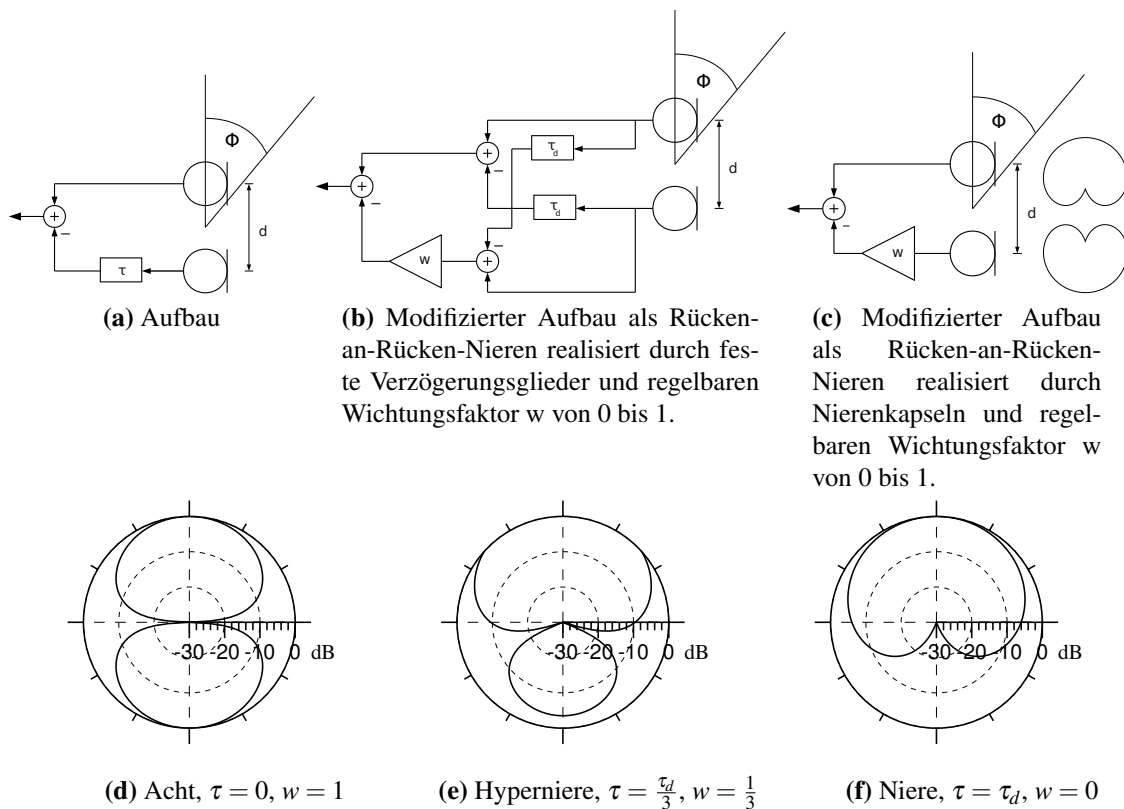 Φ
Φ
Φ
τd
τd
d
d
d
+
−
+
−
+
−
+
−
+
−
τ
w
w
(a) Aufbau
(b) Modifizierter Aufbau als Rücken-
an-Rücken-Nieren realisiert durch fes-
te Verzögerungsglieder und regelbaren
Wichtungsfaktor w von 0 bis 1.
(c) Modifizierter Aufbau
als Rücken-an-Rücken-
Nieren realisiert durch
Nierenkapseln und regel-
baren Wichtungsfaktor w
von 0 bis 1.
-30 -20 -10 0 dB
-30 -20 -10 0 dB
-30 -20 -10 0 dB
(d) Acht, τ = 0, w = 1
(e) Hyperniere, τ = τd/3, w = 1/3
(f) Niere, τ = τd, w = 0